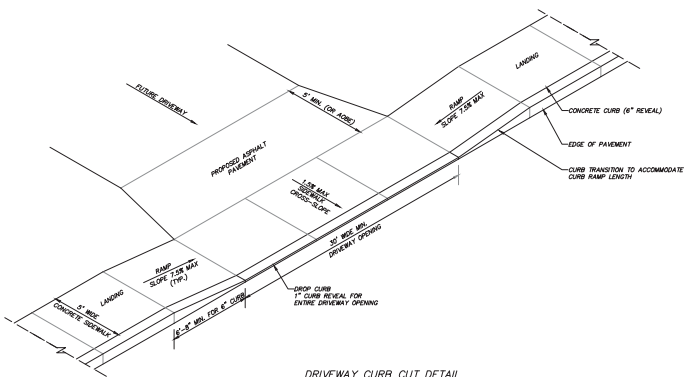 LANDING
RAMP
SLOPE 7.5% MAX
CONCRETE CURB (6" REVEAL)
EDGE OF PAVEMENT
CURB TRANSITION TO ACCOMMODATE
CURB RAMP LENGTH
FUTURE DRIVEWAY
5' MIN. (OR AOBE)
PROPOSED ASPHALT
PAVEMENT
1.5% MAX
SIDEWALK
CROSS-SLOPE
30' WIDE MIN.
DRIVEWAY OPENING
RAMP
SLOPE 7.5% MAX
(TYP.)
LANDING
5' WIDE
CONCRETE SIDEWALK
DROP CURB
1" CURB REVEAL FOR
ENTIRE DRIVEWAY OPENING
6'-8" MIN. FOR 6" CURB
DRIVEWAY CURB CUT DETAIL